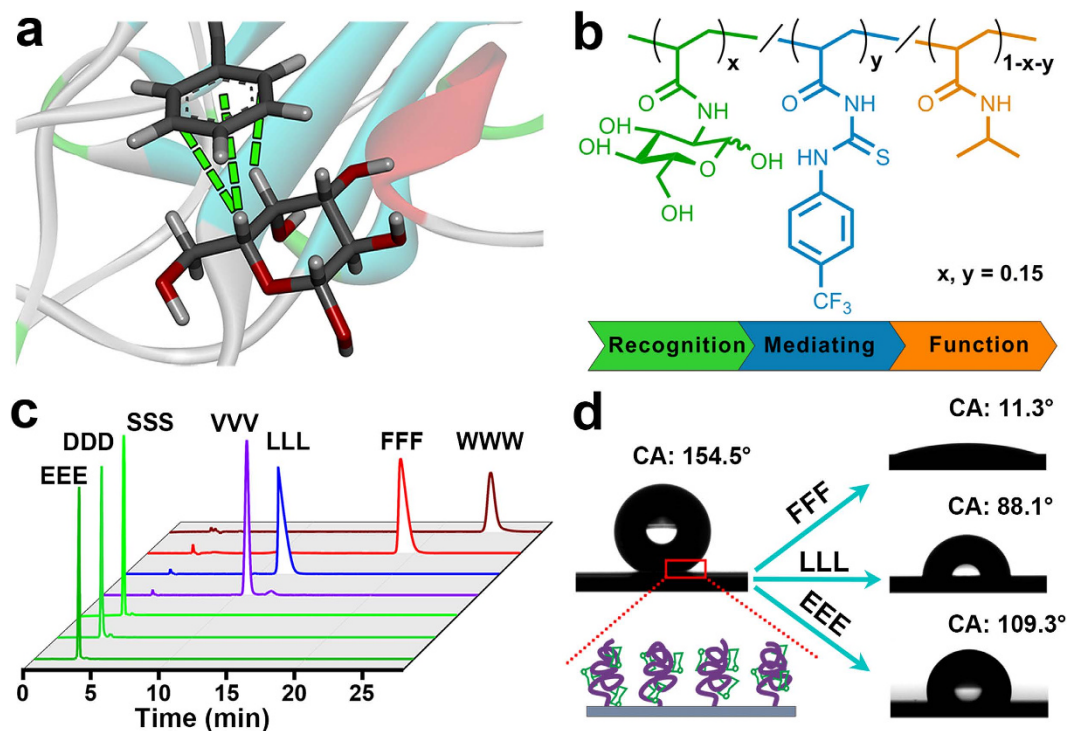 a
b
x
y
1-x-y
O
NH
OH
HO
HO
O
OH
OH
O
NH
HN
S
CF3
O
NH
x, y = 0.15
Recognition
Mediating
Function
c
EEE
DDD
SSS
VVV
LLL
FFF
WWW
0
5
10
15
20
25
Time (min)
d
CA: 154.5°
FFF
CA: 11.3°
LLL
CA: 88.1°
EEE
CA: 109.3°